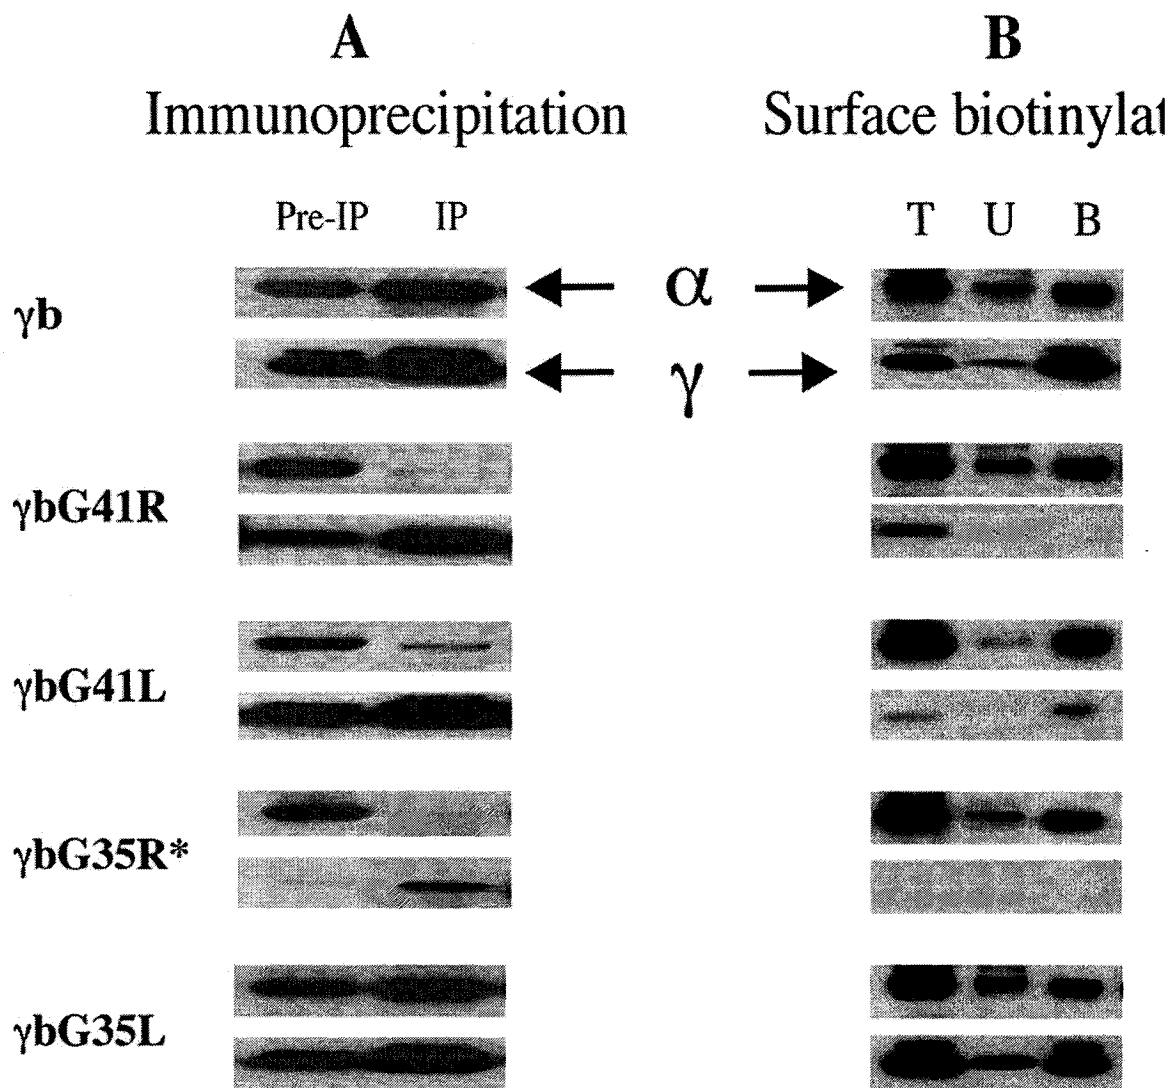 A
B
Immunoprecipitation
Surface biotinylat
Pre-IP IP
T U B
γb
α
γ
γbG41R
γbG41L
γbG35R*
γbG35L